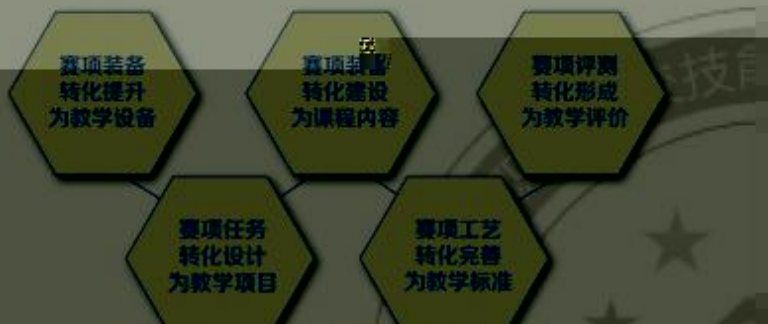 赛项装备
转化提升
为教学设备
赛项装备
转化建设
为课程内容
赛项评测
转化形成
为教学评价
赛项任务
转化设计
为教学项目
赛项工艺
转化完善
为教学标准
技能